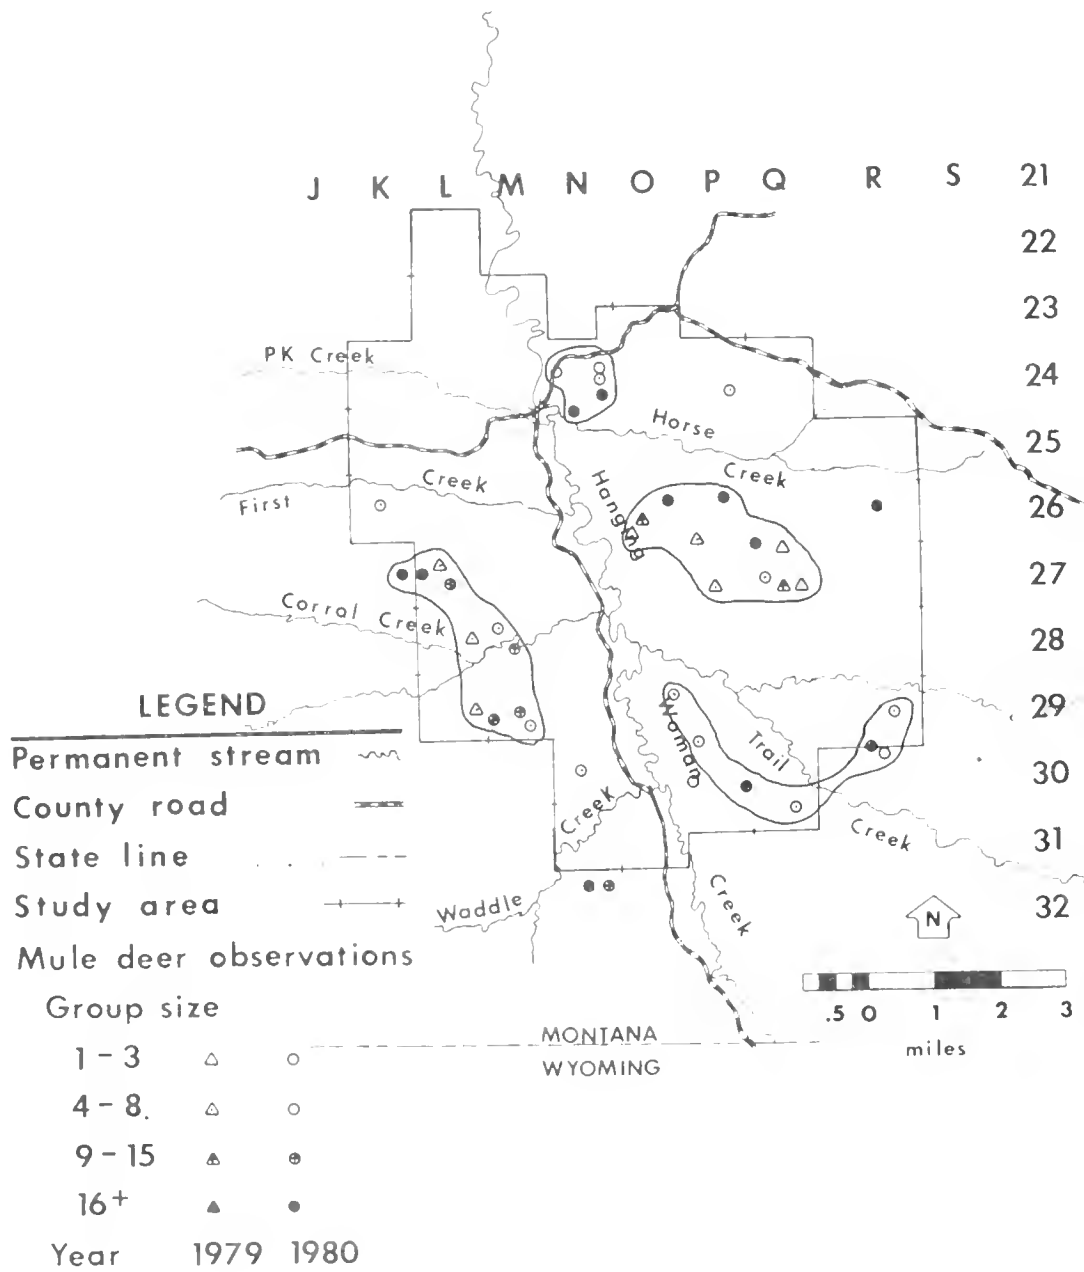 J K L M N O P Q R S 21
22
23
PK Creek
24
Horse
25
Creek
Creek
Hanging
First
26
27
Corral Creek
28
LEGEND
29
Woman
Trail
Permanent stream
30
Creek
County road
Creek
31
State line
Creek
Study area
Waddle
32
N
Mule deer observations
Group size
.5 0 1 2 3
miles
MONTANA
WYOMING
1-3
4-8.
9-15
16+
Year 1979 1980